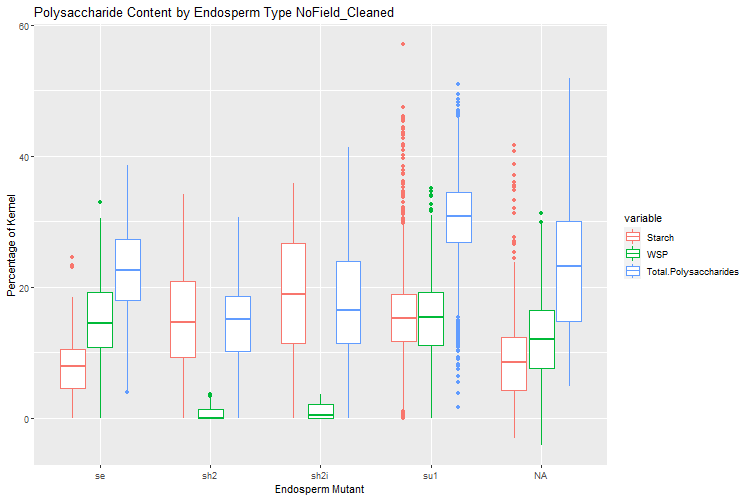 Polysaccharide Content by Endosperm Type NoField_Cleaned
Percentage of Kernel
60
40
20
0
se
sh2
sh2i
su1
NA
Endosperm Mutant
variable
Starch
WSP
Total.Polysaccharides